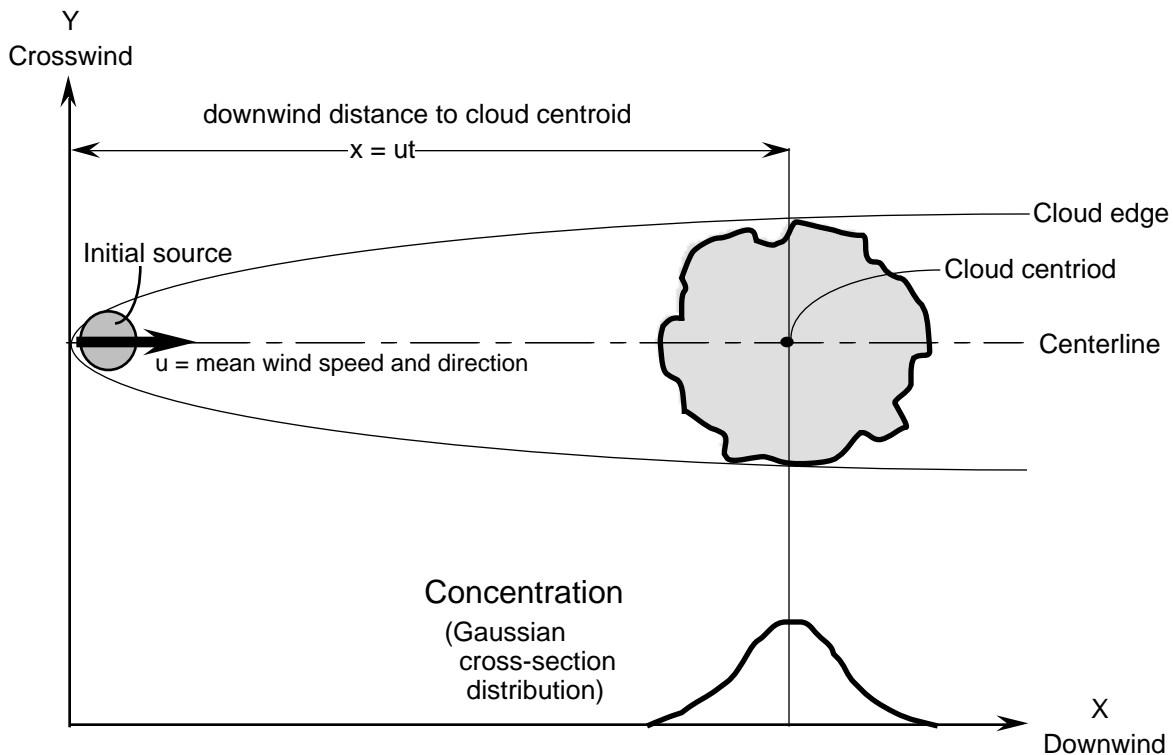 Y
Crosswind
downwind distance to cloud centroid
x = ut
Cloud edge
Initial source
Cloud centriod
Centerline
u = mean wind speed and direction
Concentration
(Gaussian
cross-section
distribution)
X
Downwind